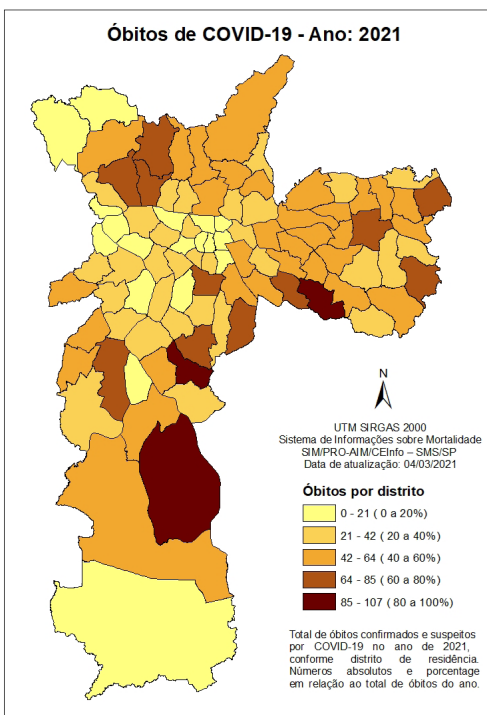 Óbitos de COVID-19 - Ano: 2021
N
UTM SIRGAS 2000
Sistema de Informações sobre Mortalidade
SIM/PRO-AIM/CEInfo – SMS/SP
Data de atualização: 04/03/2021
Óbitos por distrito
0 - 21 ( 0 a 20%)
21 - 42 ( 20 a 40%)
42 - 64 ( 40 a 60%)
64 - 85 ( 60 a 80%)
85 - 107 ( 80 a 100%)
Total de óbitos confirmados e suspeitos
por COVID-19 no ano de 2021,
conforme distrito de residência.
Números absolutos e porcentage
em relação ao total de óbitos do ano.